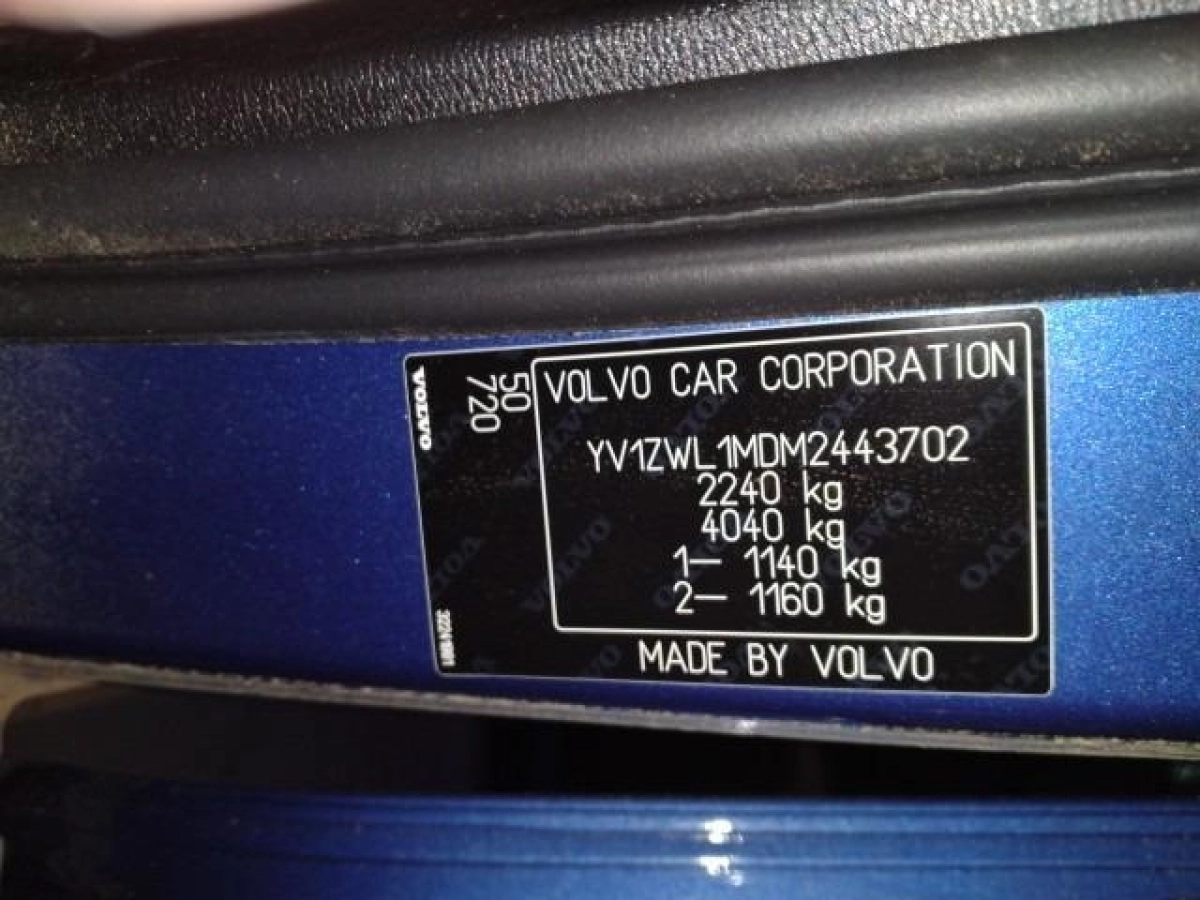 VOLVO
50
720
VOLVO CAR CORPORATION
YV1ZWL1MDM2443702
2240 kg
4040 kg
1– 1140 kg
2– 1160 kg
MADE BY VOLVO